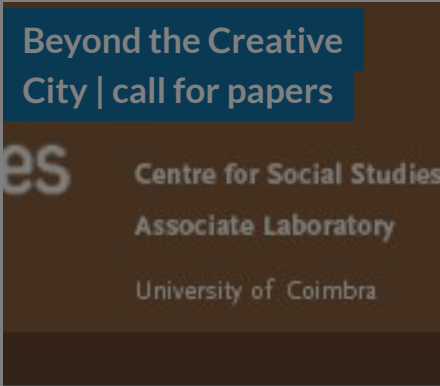 Beyond the Creative
City | call for papers
es
Centre for Social Studies
Associate Laboratory
University of Coimbra